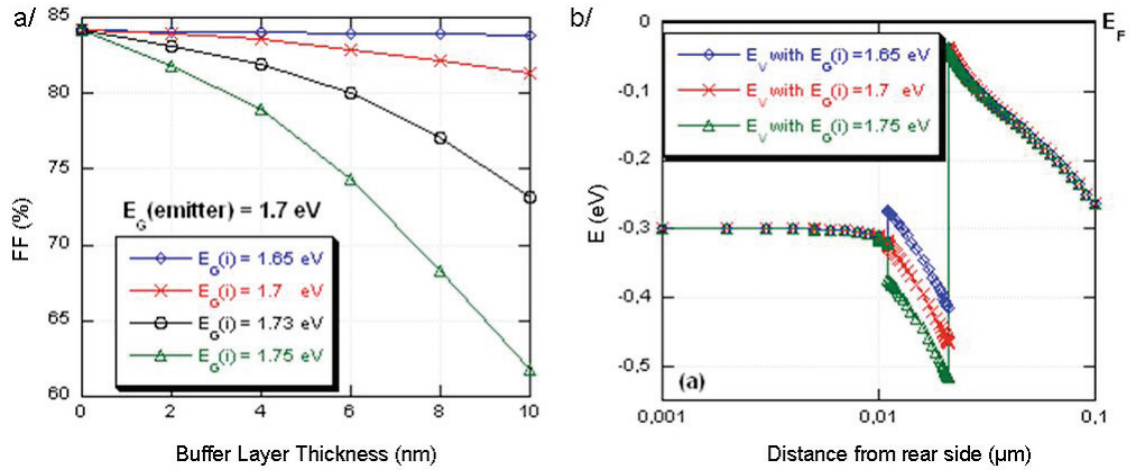 a/
85
80
75
70
65
60
FF (%)
E_G(emitter) = 1.7 eV
E_G(i) = 1.65 eV
E_G(i) = 1.7 eV
E_G(i) = 1.73 eV
E_G(i) = 1.75 eV
0 2 4 6 8 10
Buffer Layer Thickness (nm)
b/
0
-0,1
-0,2
-0,3
-0,4
-0,5
E (eV)
E_F
E_V with E_G(i) = 1.65 eV
E_V with E_G(i) = 1.7 eV
E_V with E_G(i) = 1.75 eV
(a)
0,001 0,01 0,1
Distance from rear side (µm)